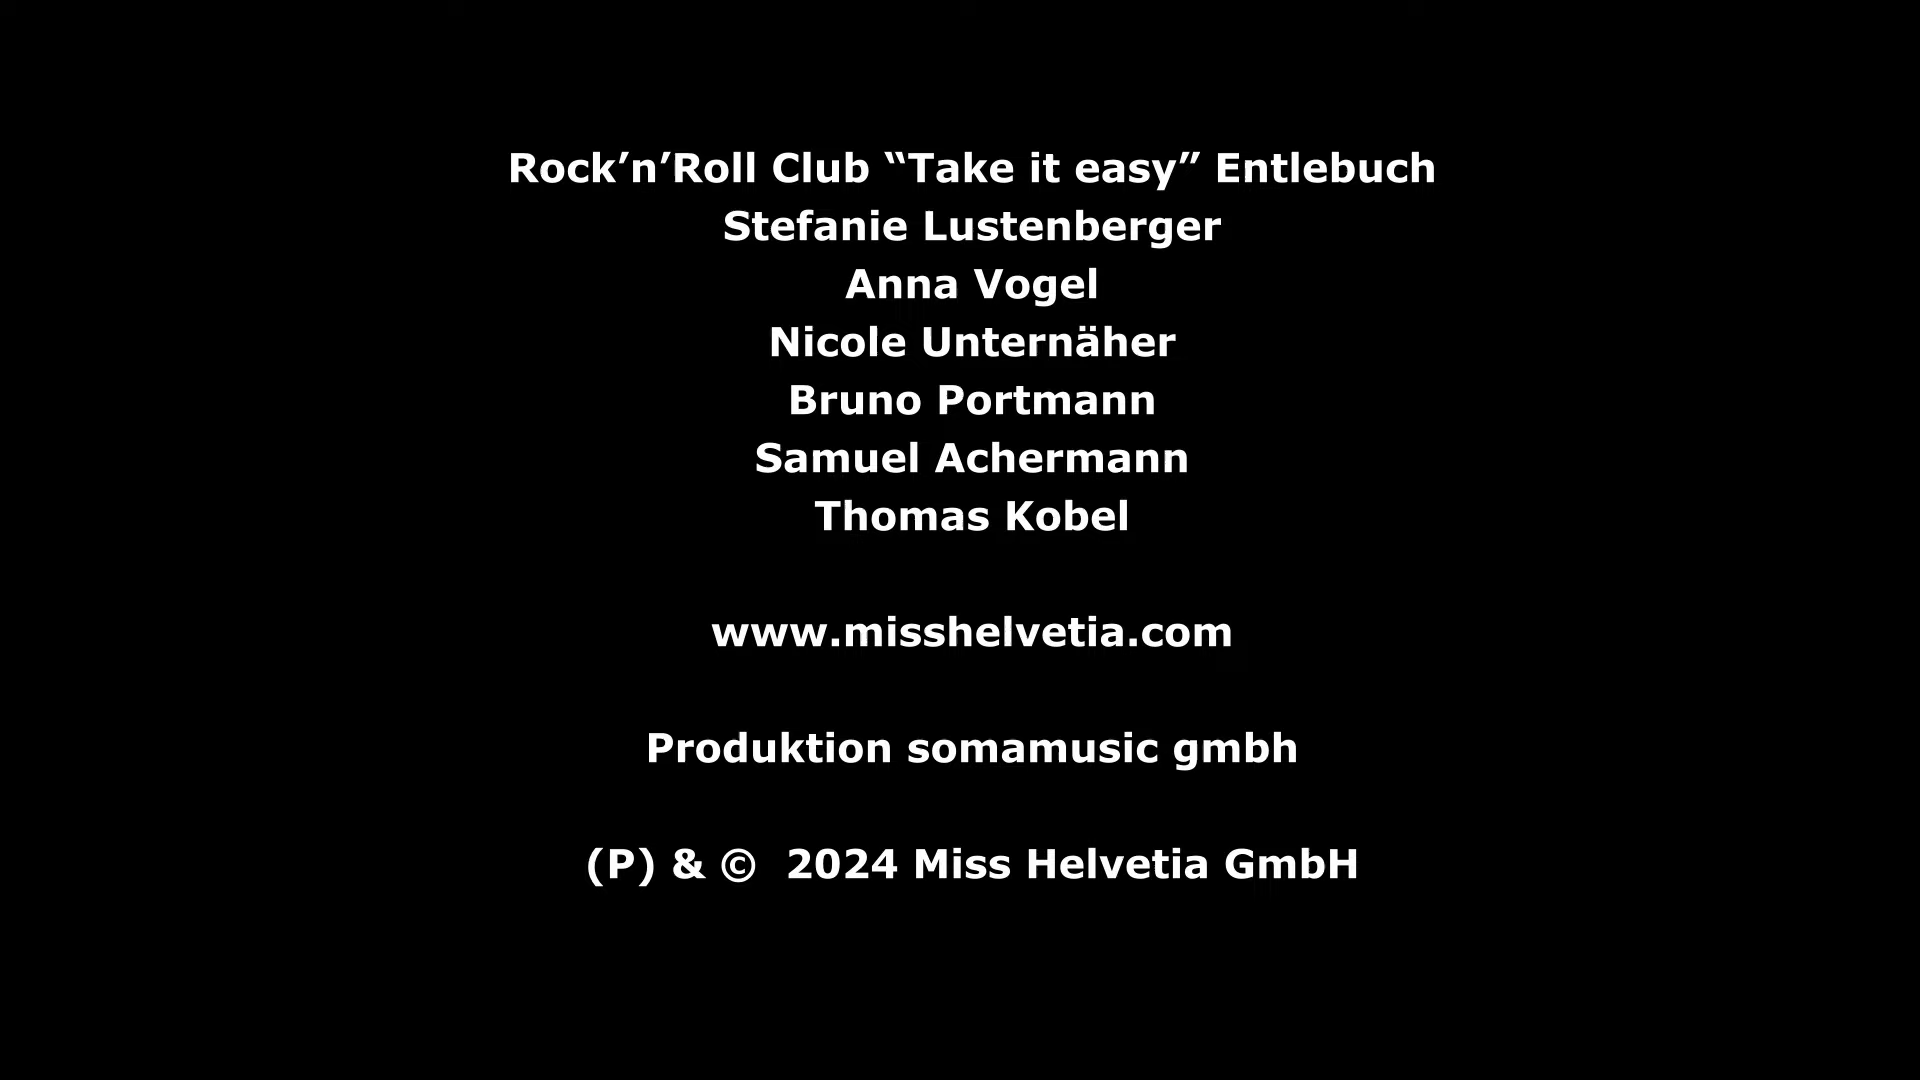 Rock’n’Roll Club “Take it easy” Entlebuch
Stefanie Lustenberger
Anna Vogel
Nicole Unternäher
Bruno Portmann
Samuel Achermann
Thomas Kobel
www.misshelvetia.com
Produktion somamusic gmbh
(P) & ©  2024 Miss Helvetia GmbH